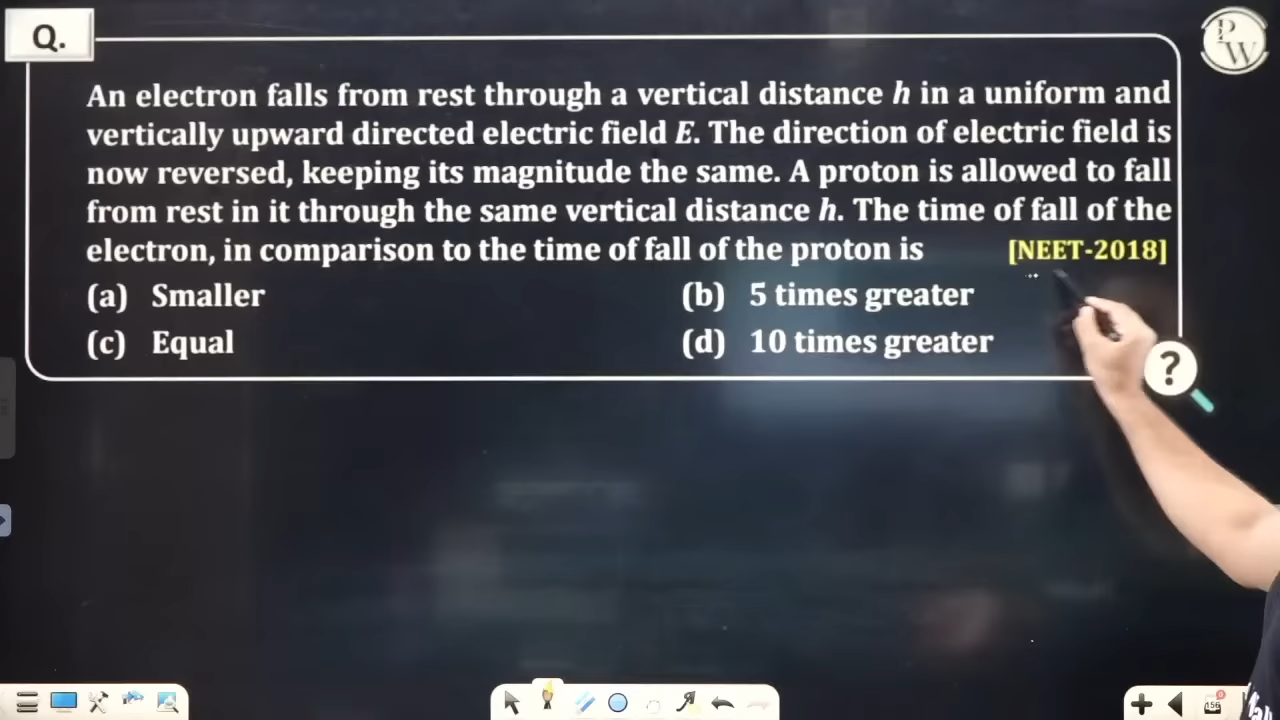 Q.
PW
An electron falls from rest through a vertical distance h in a uniform and
vertically upward directed electric field E. The direction of electric field is
now reversed, keeping its magnitude the same. A proton is allowed to fall
from rest in it through the same vertical distance h. The time of fall of the
electron, in comparison to the time of fall of the proton is [NEET-2018]
(a) Smaller (b) 5 times greater
(c) Equal (d) 10 times greater
?
156